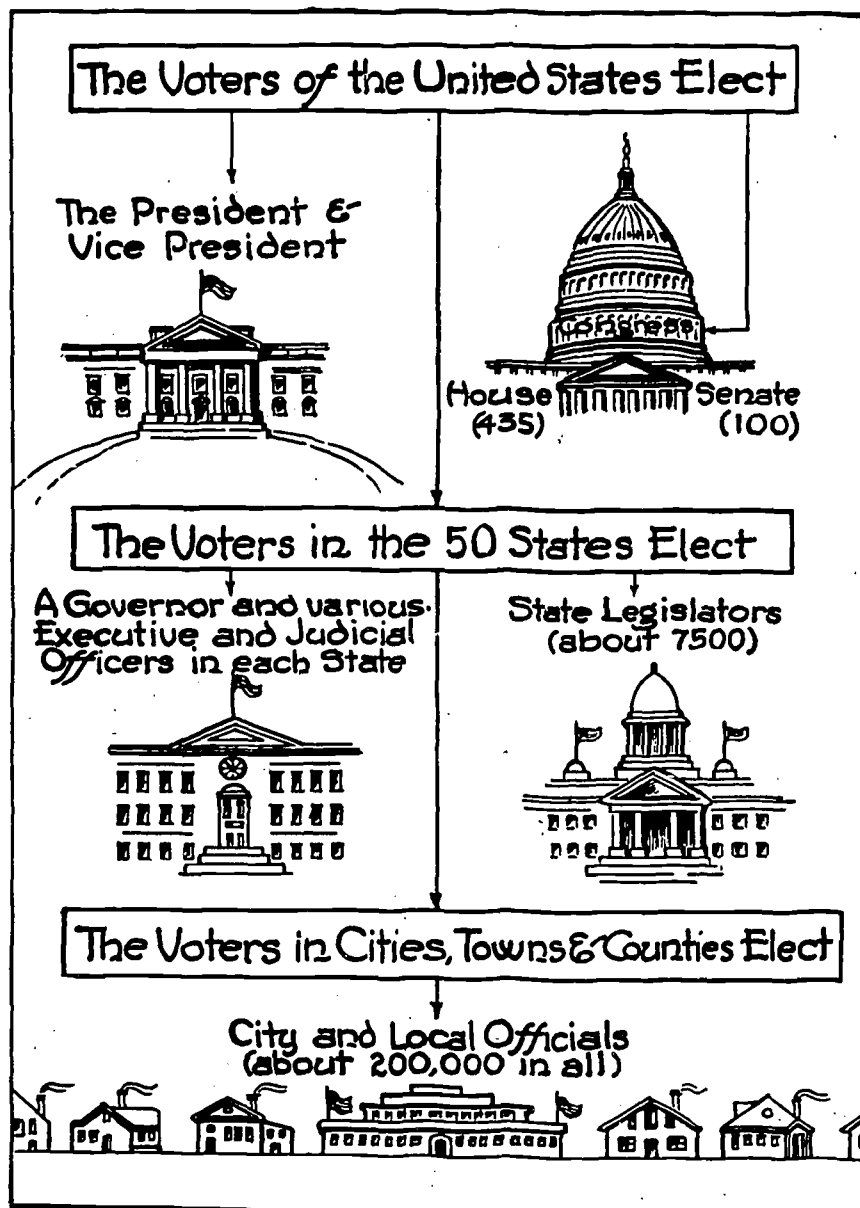 The Voters of the United States Elect
The President &
Vice President
Congress
House
(435)
Senate
(100)
The Voters in the 50 States Elect
A Governor and various
Executive and Judicial
Officers in each State
State Legislators
(about 7500)
The Voters in Cities, Towns & Counties Elect
City and Local Officials
(about 200,000 in all)